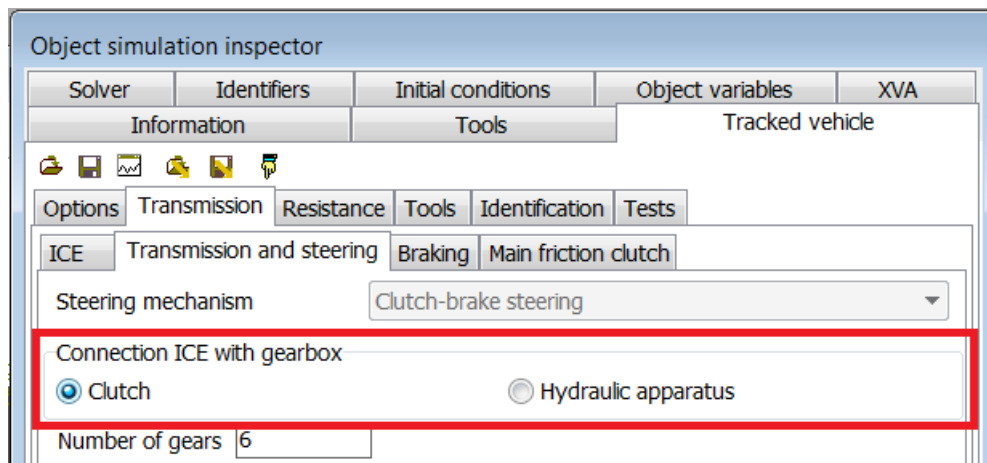 Object simulation inspector
Solver Identifiers Initial conditions Object variables XVA
Information Tools Tracked vehicle
Options Transmission Resistance Tools Identification Tests
ICE Transmission and steering Braking Main friction clutch
Steering mechanism Clutch-brake steering
Connection ICE with gearbox
Clutch Hydraulic apparatus
Number of gears 6